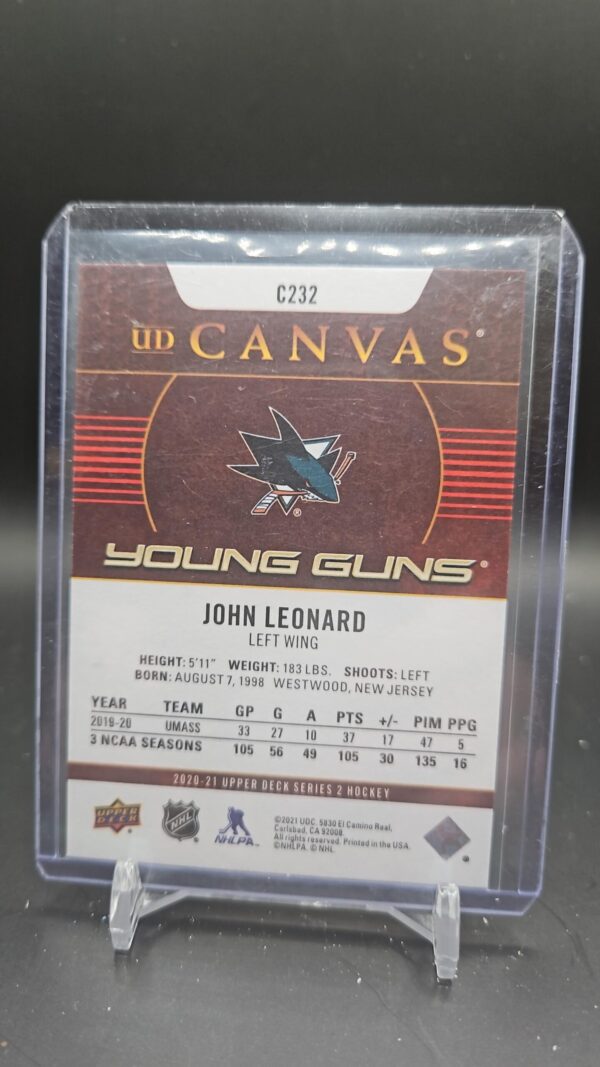 C232
UD CANVAS®
®
YOUNG GUNS®
JOHN LEONARD
LEFT WING
HEIGHT: 5'11" WEIGHT: 183 LBS. SHOOTS: LEFT
BORN: AUGUST 7, 1998 WESTWOOD, NEW JERSEY
YEAR TEAM GP G A PTS +/- PIM PPG
2019-20 UMASS 33 27 10 37 17 47 5
3 NCAA SEASONS 105 56 49 105 30 135 16
2020-21 UPPER DECK SERIES 2 HOCKEY
UPPER DECK
NHL
NHLPA™
©2021 UDC. 5830 El Camino Real,
Carlsbad, CA 92008.
All rights reserved. Printed in the USA.
©NHLPA. © NHL